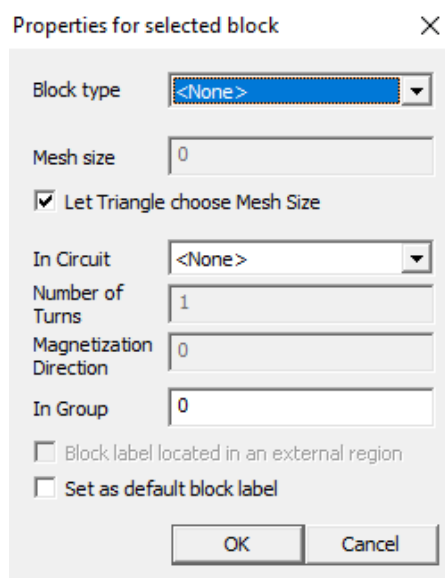 Properties for selected block
Block type
<None>
Mesh size
0
Let Triangle choose Mesh Size
In Circuit
<None>
Number of
Turns
1
Magnetization
Direction
0
In Group
0
Block label located in an external region
Set as default block label
OK
Cancel